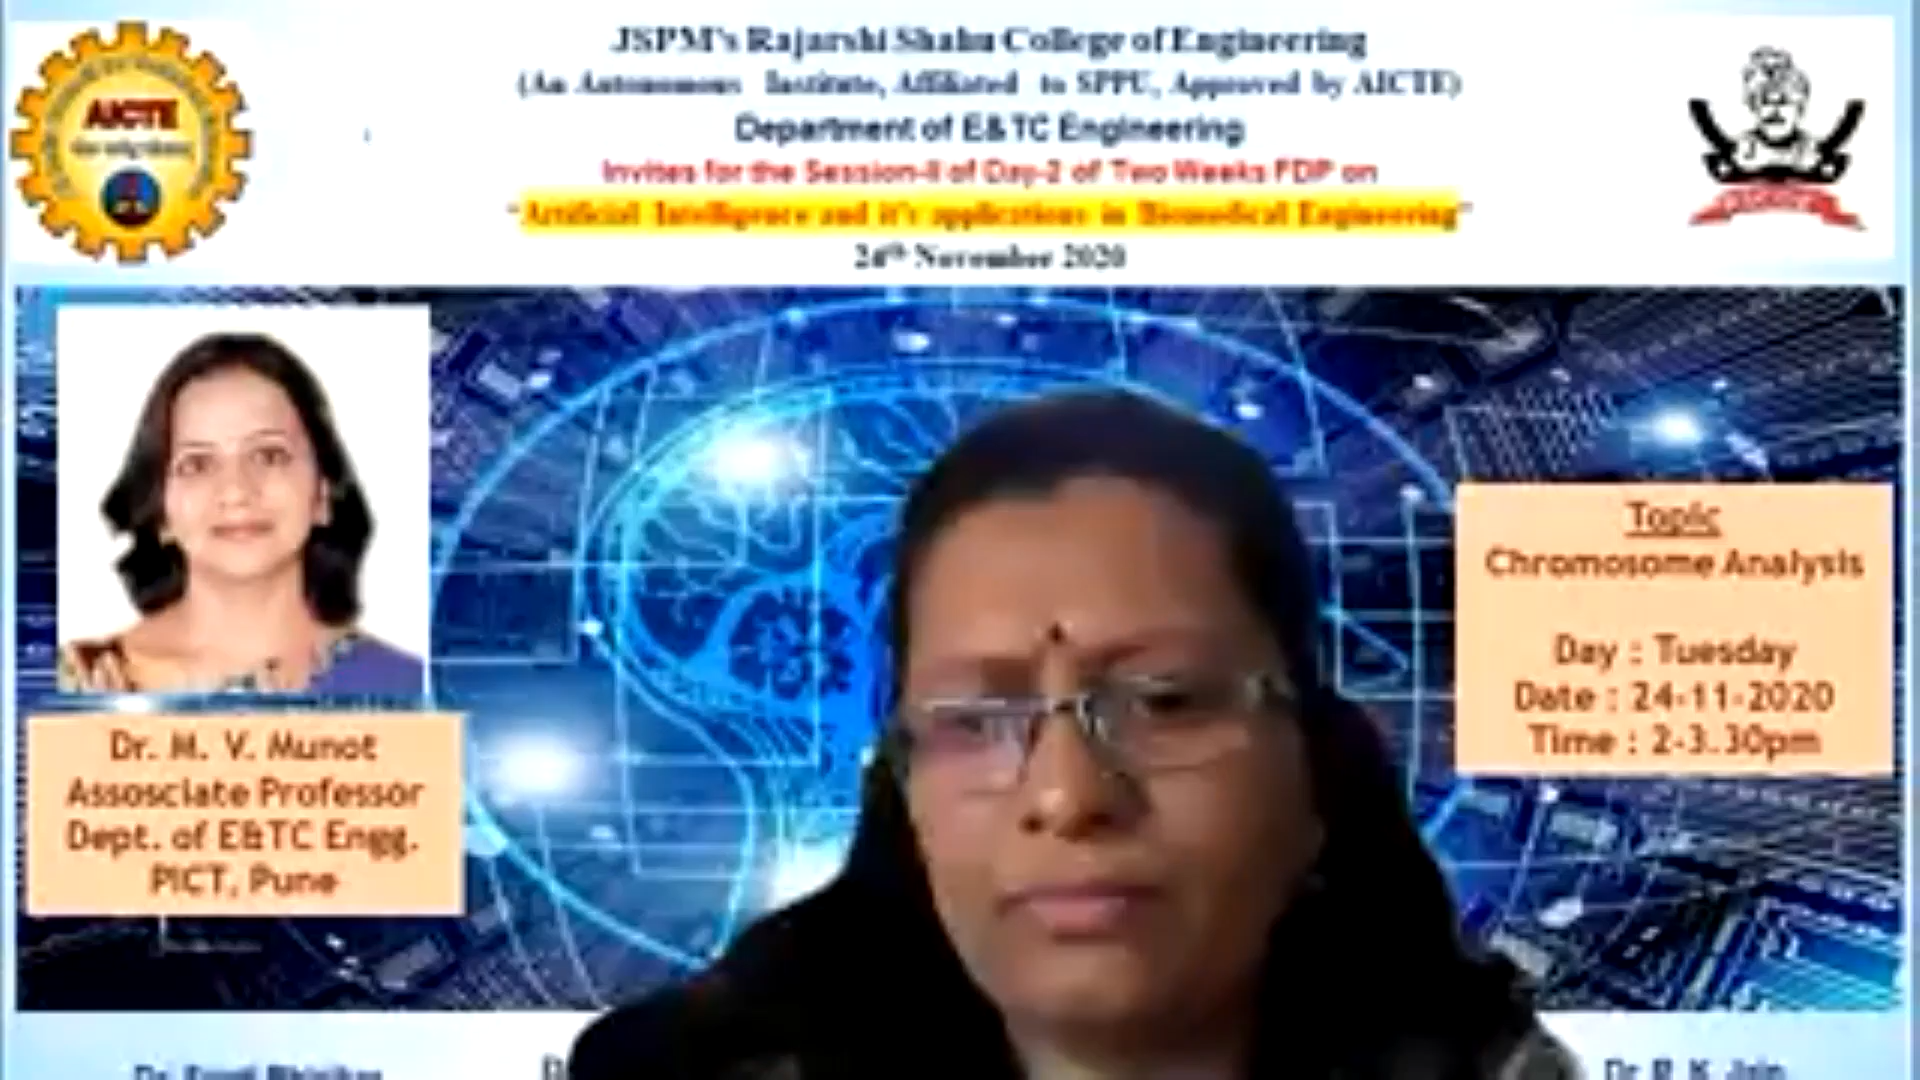 JSPM's Rajarshi Shahu College of Engineering
(An Autonomous Institute, Affiliated to SPPU, Approved by AICTE)
Department of E&TC Engineering
Invites for the Session-II of Day-2 of Two Weeks FDP on
"Artificial Intelligence and it's applications in Biomedical Engineering"
24th November 2020
AICTE
Dr. M. V. Munot
Assosciate Professor
Dept. of E&TC Engg.
PICT, Pune
Topic
Chromosome Analysis
Day : Tuesday
Date : 24-11-2020
Time : 2-3.30pm
Dr. R. K. Jain